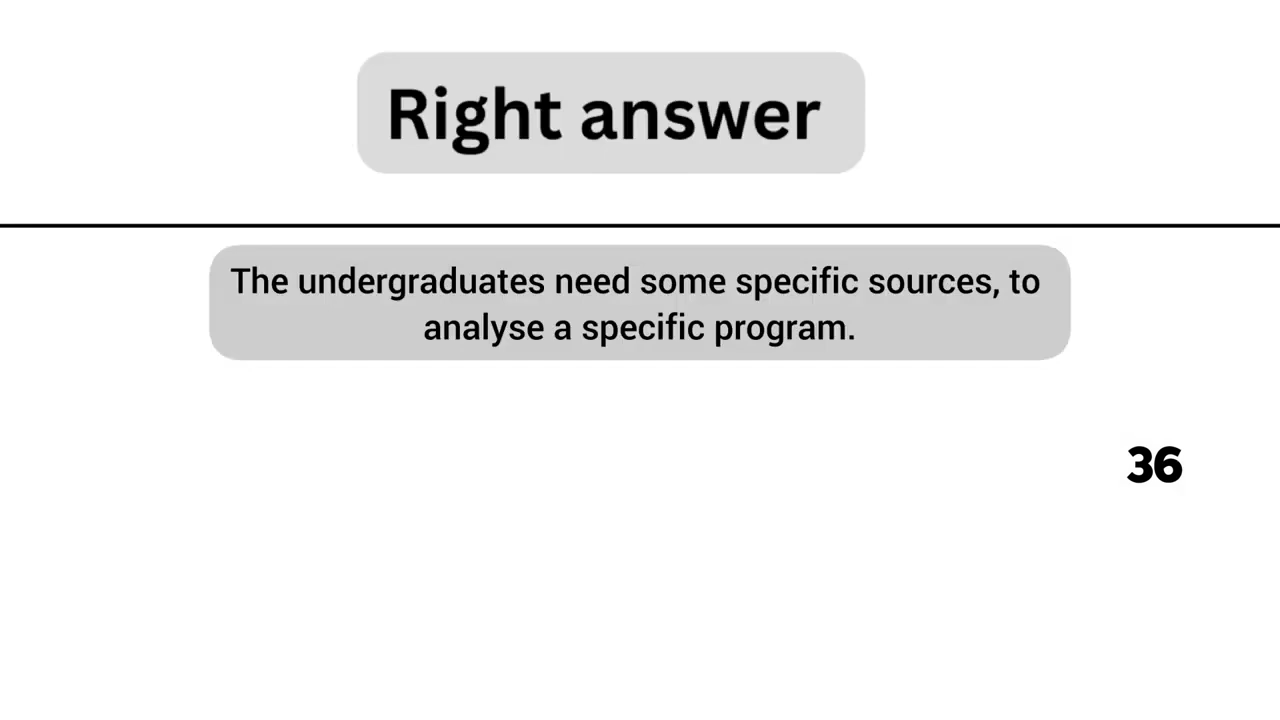 Right answer
The undergraduates need some specific sources, to
analyse a specific program.
36